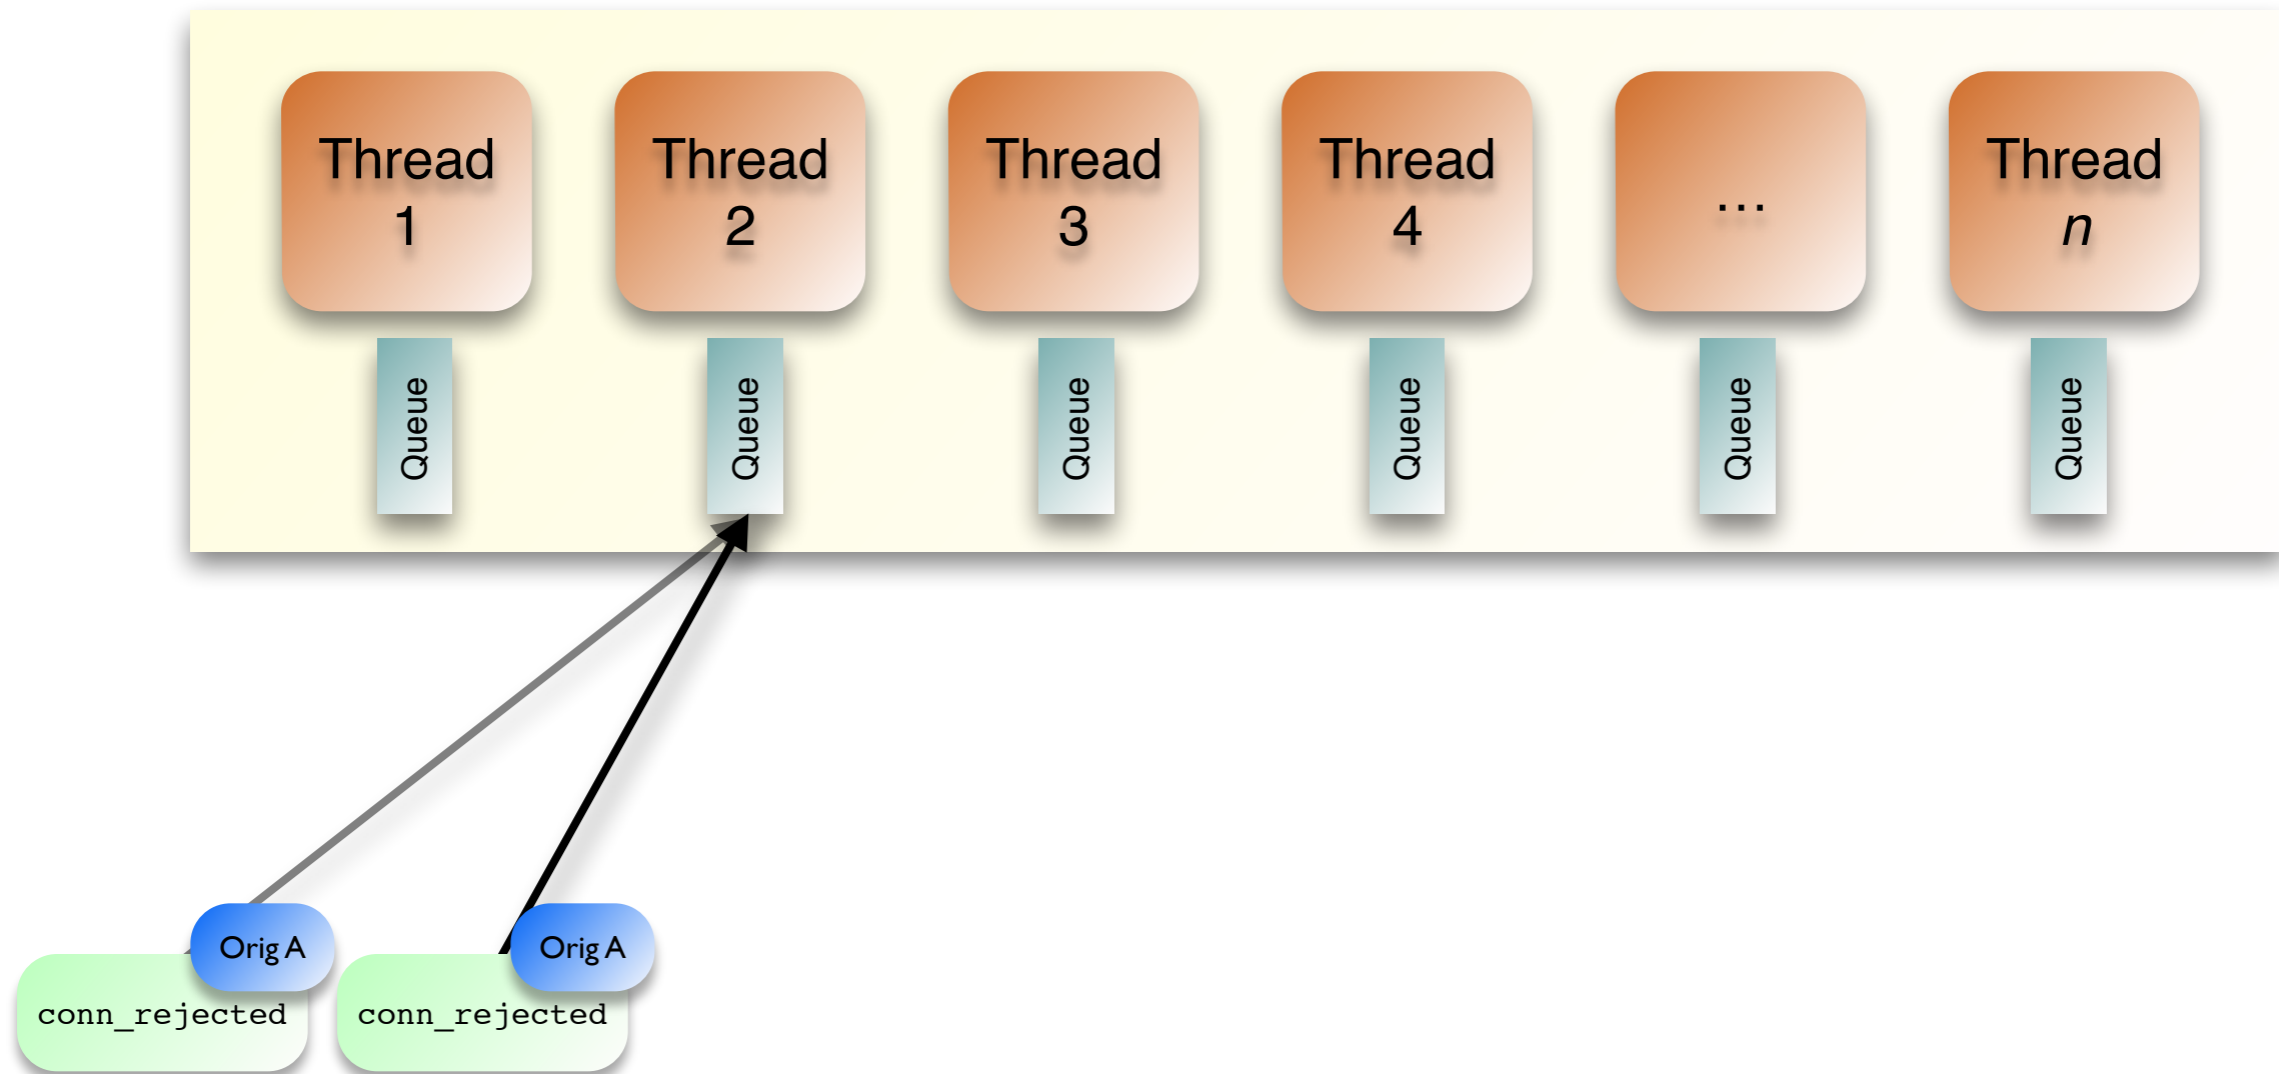 Thread
1
Thread
2
Thread
3
Thread
4
...
Thread
n
Queue
Queue
Queue
Queue
Queue
Queue
Orig A
conn_rejected
Orig A
conn_rejected